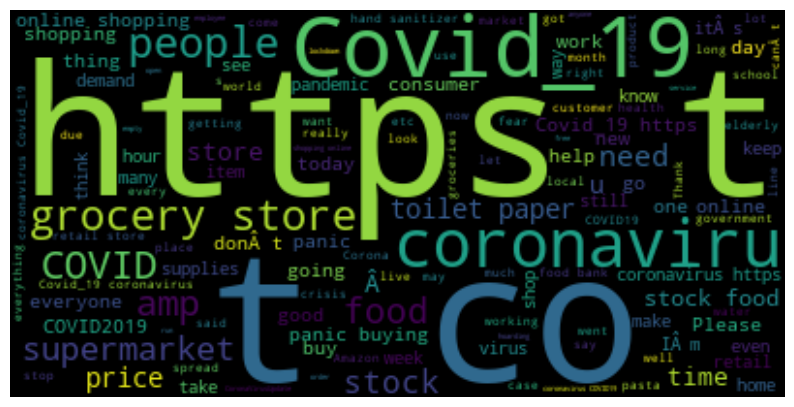 online shopping
people
Covid_19
hand sanitizer
market
got
itÂ s
lot
shopping
thing
see
way
work
long
day
demand
world
pandemic
consumer
month
right
school
product
canÂ t
https t
due
getting
want
really
etc
look
fear
now
know
customer
health
Covid 19 https
elderly
think
hour
many
store
item
today
groceries
let
help
local
new
need
keep
every
grocery store
toilet paper
u
go
still
Thank
line
coronavirus Covid_19
retail store
donÂ t
panic
one
online
COVID19
e
government
everything
place
COVID
supplies
going
Corona
coronaviru
Covid_19 coronavirus
live
may
much
food bank
shop
coronavirus https
everyone
amp
t co
Â
crisis
food
stock food
COVID2019
said
good
panic buying
working
went
make
Please
water
supermarket
buy
virus
say
IÂ m
even
retail
price
spread
take
Amazon
week
stock
case
pasta
well
time
home
stop
coronavirus COVID19